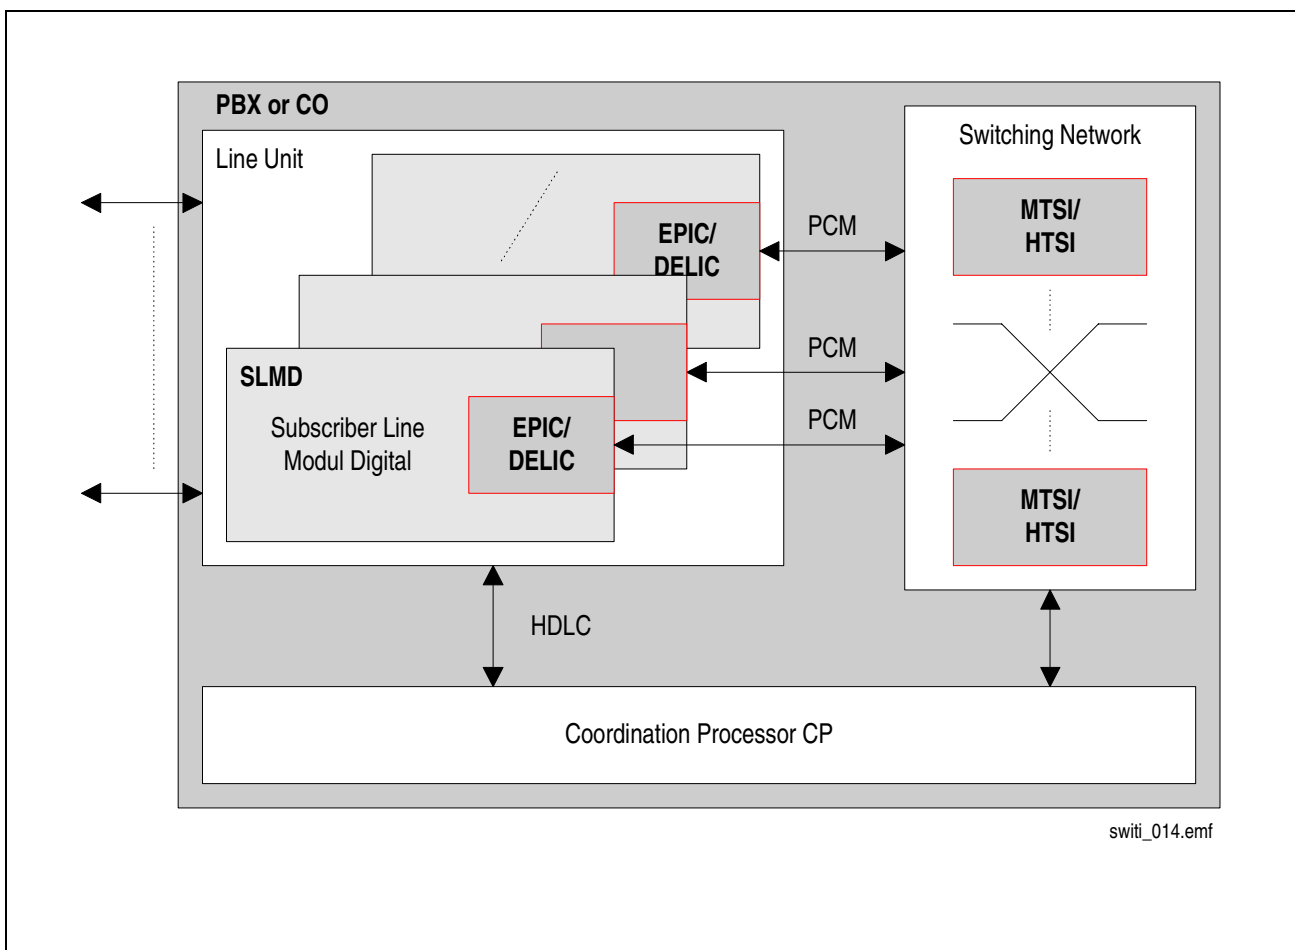 PBX or CO
Line Unit
Switching Network
EPIC/
DELIC
PCM
MTSI/
HTSI
PCM
SLMD
Subscriber Line
Modul Digital
EPIC/
DELIC
PCM
MTSI/
HTSI
HDLC
Coordination Processor CP
switi_014.emf